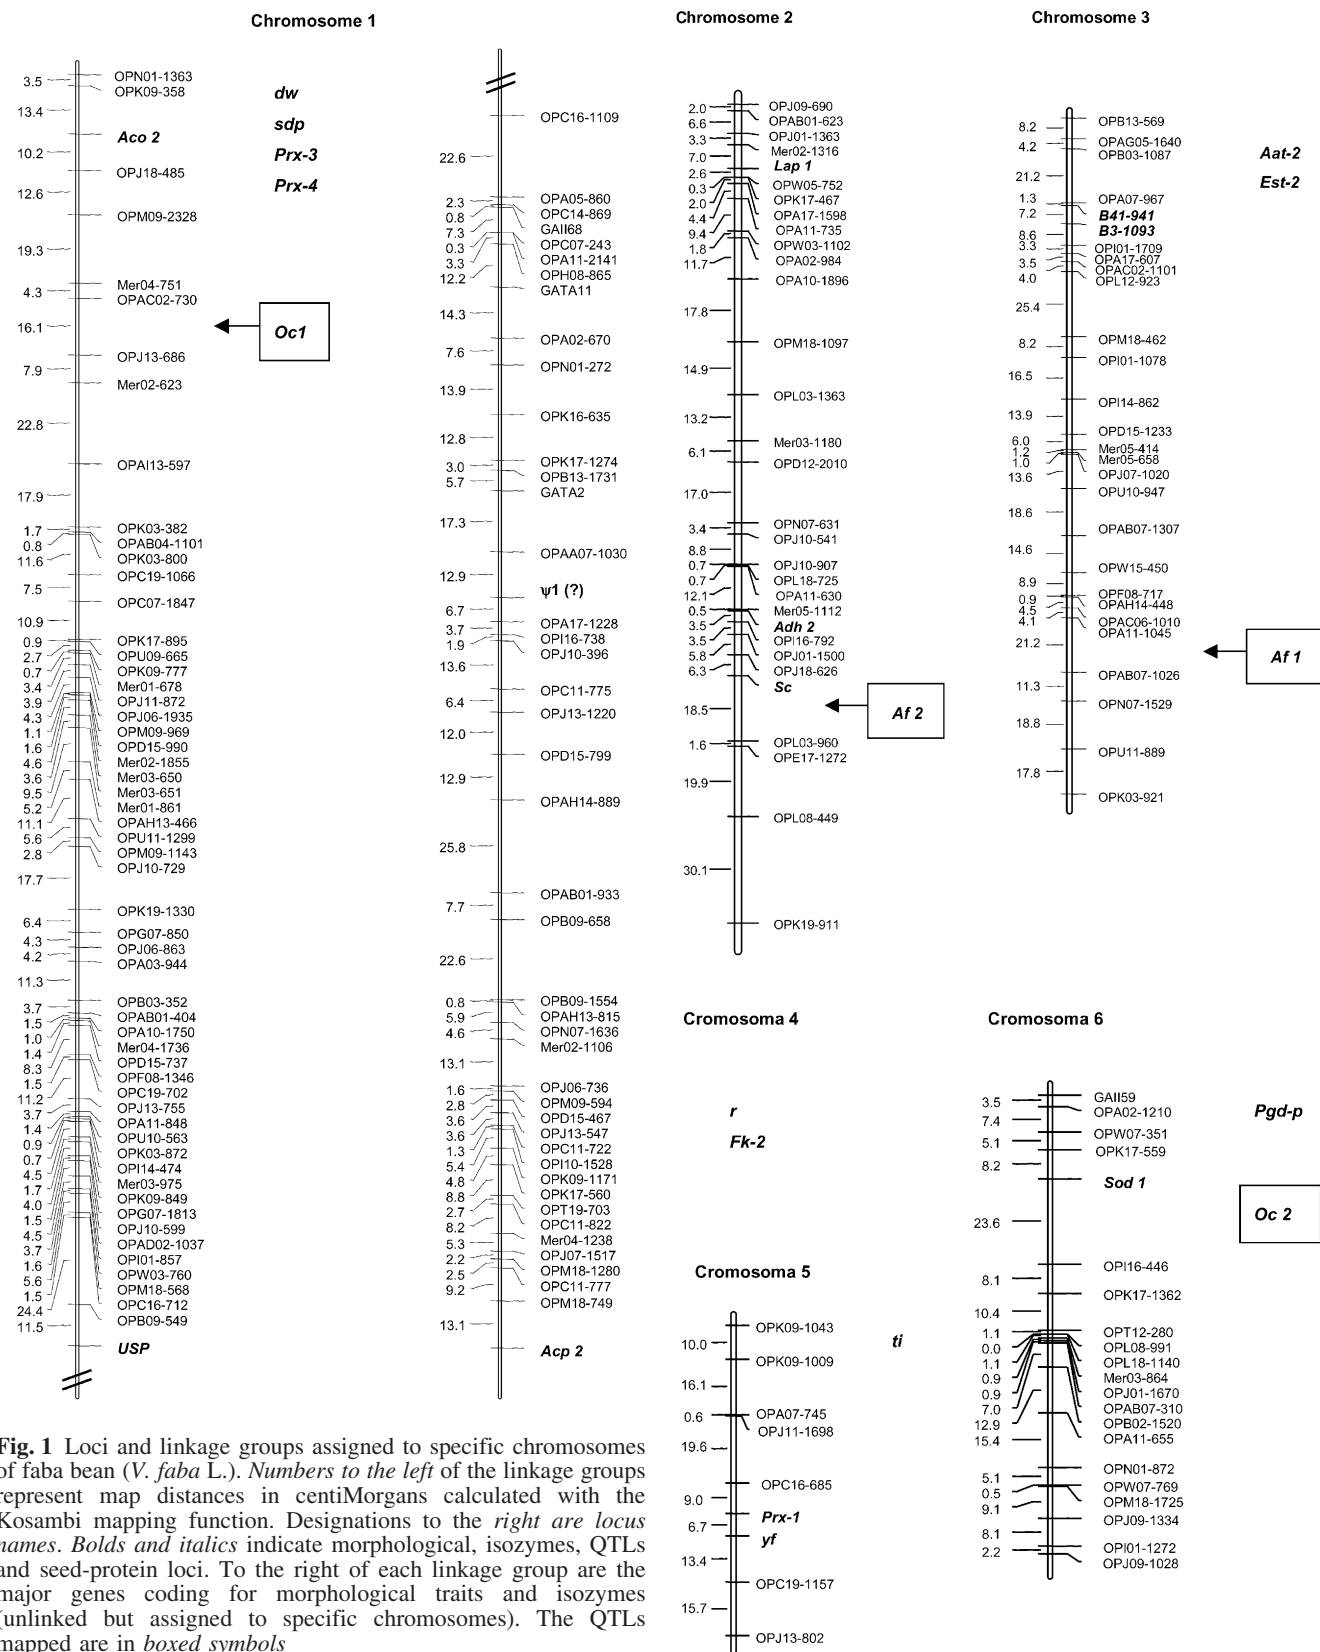 Chromosome 1
3.5
13.4
10.2
12.6
19.3
4.3
16.1
7.9
22.8
17.9
1.7
0.8
11.6
7.5
10.9
0.9
2.7
0.7
3.4
3.9
4.3
1.1
1.6
4.6
3.6
9.5
5.2
11.1
5.6
2.8
17.7
6.4
4.3
4.2
11.3
3.7
1.5
1.0
1.4
8.3
1.5
11.2
3.7
1.4
0.9
0.7
4.5
1.7
4.0
1.5
4.5
3.7
1.6
5.6
1.5
24.4
11.5
OPN01-1363
OPK09-358
Aco 2
OPJ18-485
OPM09-2328
Mer04-751
OPAC02-730
OPJ13-686
Mer02-623
OPAI13-597
OPK03-382
OPAB04-1101
OPK03-800
OPC19-1066
OPC07-1847
OPK17-895
OPU09-665
OPK09-777
Mer01-678
OPJ11-872
OPJ06-1935
OPM09-969
OPD15-990
Mer02-1855
Mer03-650
Mer03-651
Mer01-861
OPAH13-466
OPU11-1299
OPM09-1143
OPJ10-729
OPK19-1330
OPG07-850
OPJ06-863
OPA03-944
OPB03-352
OPAB01-404
OPA10-1750
Mer04-1736
OPD15-737
OPF08-1346
OPC19-702
OPJ13-755
OPA11-848
OPU10-563
OPK03-872
OPI14-474
Mer03-975
OPK09-849
OPG07-1813
OPJ10-599
OPAD02-1037
OPI01-857
OPW03-760
OPM18-568
OPC16-712
OPB09-549
USP
dw
sdp
Prx-3
Prx-4
Oc1
22.6
2.3
0.8
7.3
0.3
3.3
12.2
14.3
7.6
13.9
12.8
3.0
5.7
17.3
12.9
6.7
3.7
1.9
13.6
6.4
12.0
12.9
25.8
7.7
22.6
0.8
5.9
4.6
13.1
1.6
2.8
3.6
3.6
1.3
5.4
4.8
8.8
2.7
8.2
5.3
2.2
2.5
9.2
13.1
OPC16-1109
OPA05-860
OPC14-869
GAII68
OPC07-243
OPA11-2141
OPH08-865
GATA11
OPA02-670
OPN01-272
OPK16-635
OPK17-1274
OPB13-1731
GATA2
OPAA07-1030
ψ1 (?)
OPA17-1228
OPI16-738
OPJ10-396
OPC11-775
OPJ13-1220
OPD15-799
OPAH14-889
OPAB01-933
OPB09-658
OPB09-1554
OPAH13-815
OPN07-1636
Mer02-1106
OPJ06-736
OPM09-594
OPD15-467
OPJ13-547
OPC11-722
OPI10-1528
OPK09-1171
OPK17-560
OPT19-703
OPC11-822
Mer04-1238
OPJ07-1517
OPM18-1280
OPC11-777
OPM18-749
Acp 2
Chromosome 2
2.0
6.6
3.3
7.0
2.6
0.3
2.0
4.4
9.4
1.8
11.7
17.8
14.9
13.2
6.1
17.0
3.4
8.8
0.7
0.7
12.1
0.5
3.5
3.5
5.8
6.3
18.5
1.6
19.9
30.1
OPJ09-690
OPAB01-623
OPJ01-1363
Mer02-1316
Lap 1
OPW05-752
OPK17-467
OPA17-1598
OPA11-735
OPW03-1102
OPA02-984
OPA10-1896
OPM18-1097
OPL03-1363
Mer03-1180
OPD12-2010
OPN07-631
OPJ10-541
OPJ10-907
OPL18-725
OPA11-630
Mer05-1112
Adh 2
OPI16-792
OPJ01-1500
OPJ18-626
Sc
OPL03-960
OPE17-1272
OPL08-449
OPK19-911
Af 2
Chromosome 3
8.2
4.2
21.2
1.3
7.2
8.6
3.3
3.5
4.0
25.4
8.2
16.5
13.9
6.0
1.2
1.0
13.6
18.6
14.6
8.9
0.9
4.5
4.1
21.2
11.3
18.8
17.8
OPB13-569
OPAG05-1640
OPB03-1087
OPA07-967
B41-941
B3-1093
OPI01-1709
OPA17-607
OPAC02-1101
OPL12-923
OPM18-462
OPI01-1078
OPI14-862
OPD15-1233
Mer05-414
Mer05-658
OPJ07-1020
OPU10-947
OPAB07-1307
OPW15-450
OPF08-717
OPAH14-448
OPAC06-1010
OPA11-1045
OPAB07-1026
OPN07-1529
OPU11-889
OPK03-921
Aat-2
Est-2
Af 1
Cromosoma 4
r
Fk-2
Cromosoma 5
10.0
16.1
0.6
19.6
9.0
6.7
13.4
15.7
OPK09-1043
OPK09-1009
OPA07-745
OPJ11-1698
OPC16-685
Prx-1
yf
OPC19-1157
OPJ13-802
ti
Cromosoma 6
3.5
7.4
5.1
8.2
23.6
8.1
10.4
1.1
0.0
1.1
0.9
0.9
7.0
12.9
15.4
5.1
0.5
9.1
8.1
2.2
GAII59
OPA02-1210
OPW07-351
OPK17-559
Sod 1
OPI16-446
OPK17-1362
OPT12-280
OPL08-991
OPL18-1140
Mer03-864
OPJ01-1670
OPAB07-310
OPB02-1520
OPA11-655
OPN01-872
OPW07-769
OPM18-1725
OPJ09-1334
OPI01-1272
OPJ09-1028
Pgd-p
Oc 2
Fig. 1 Loci and linkage groups assigned to specific chromosomes
of faba bean (V. faba L.). Numbers to the left of the linkage groups
represent map distances in centiMorgans calculated with the
Kosambi mapping function. Designations to the right are locus
names. Bolds and italics indicate morphological, isozymes, QTLs
and seed-protein loci. To the right of each linkage group are the
major genes coding for morphological traits and isozymes
(unlinked but assigned to specific chromosomes). The QTLs
mapped are in boxed symbols